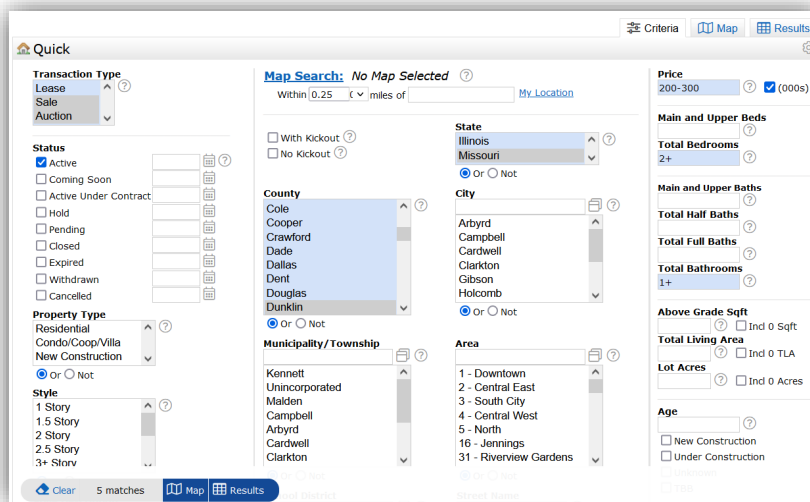 Criteria
Map
Results
Quick
Transaction Type
Lease
Sale
Auction
Status
Active
Coming Soon
Active Under Contract
Hold
Pending
Closed
Expired
Withdrawn
Cancelled
Property Type
Residential
Condo/Coop/Villa
New Construction
Or Not
Style
1 Story
1.5 Story
2 Story
2.5 Story
3+ Story
Map Search: No Map Selected
Within 0.25 miles of My Location
With Kickout
No Kickout
State
Illinois
Missouri
Or Not
County
Cole
Cooper
Crawford
Dade
Dallas
Dent
Douglas
Dunklin
Or Not
City
Arbyrd
Campbell
Cardwell
Clarkton
Gibson
Holcomb
Or Not
Municipality/Township
Kennett
Unincorporated
Malden
Campbell
Arbyrd
Cardwell
Clarkton
Or Not
Area
1 - Downtown
2 - Central East
3 - South City
4 - Central West
5 - North
16 - Jennings
31 - Riverview Gardens
Or Not
Street Name
Price
200-300 (000s)
Main and Upper Beds
Total Bedrooms
2+
Main and Upper Baths
Total Half Baths
Total Full Baths
Total Bathrooms
1+
Above Grade Sqft
Incl 0 Sqft
Total Living Area
Incl 0 TLA
Lot Acres
Incl 0 Acres
Age
New Construction
Under Construction
Unknown
Clear 5 matches Map Results